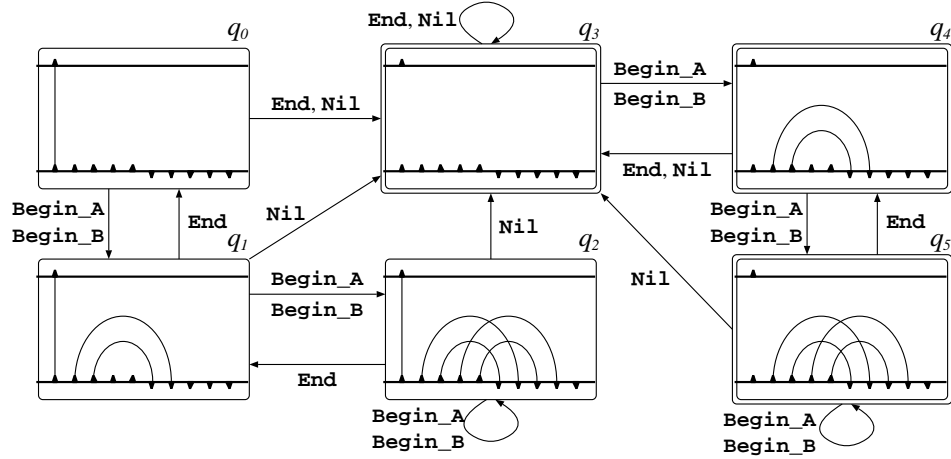 q0
q3
q4
End, Nil
Begin_A
Begin_B
End, Nil
End, Nil
Begin_A
Begin_B
End
Nil
Nil
Begin_A
Begin_B
End
q1
q2
q5
Begin_A
Begin_B
Nil
End
Begin_A
Begin_B
Begin_A
Begin_B